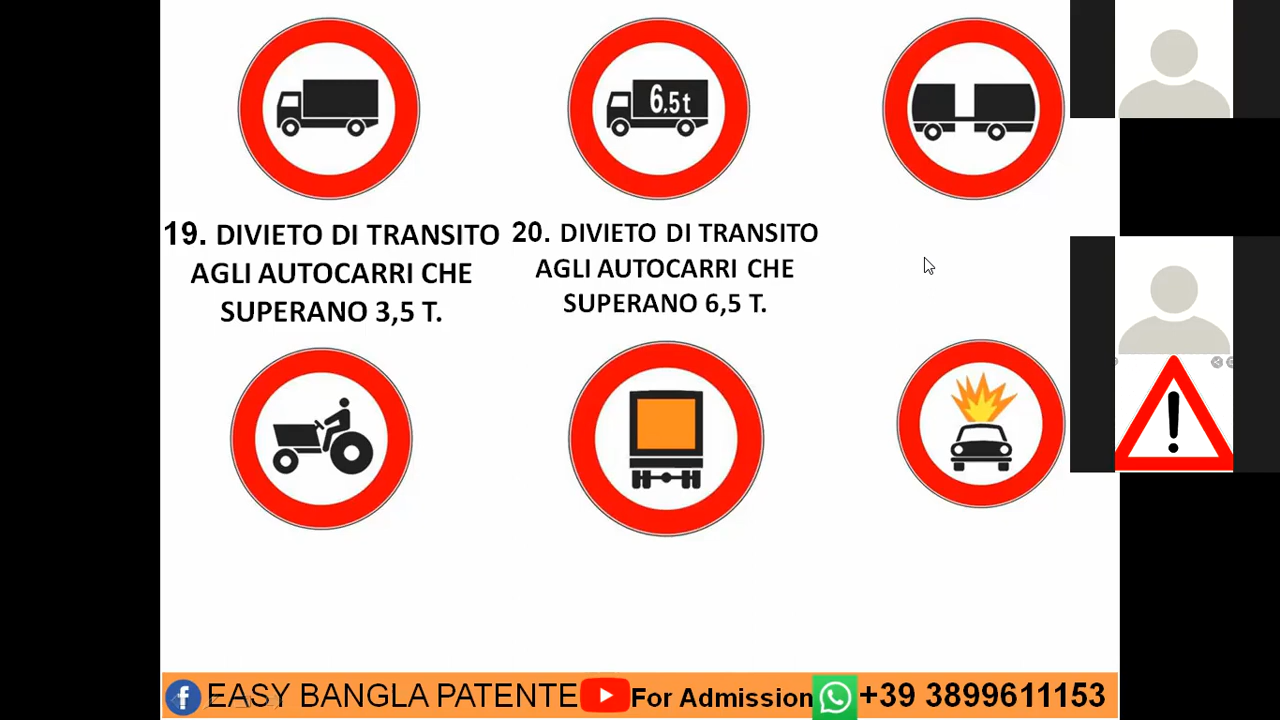 6.5t
19. DIVIETO DI TRANSITO
AGLI AUTOCARRI CHE
SUPERANO 3,5 T.
20. DIVIETO DI TRANSITO
AGLI AUTOCARRI CHE
SUPERANO 6,5 T.
EASY BANGLA PATENTE For Admission +39 3899611153